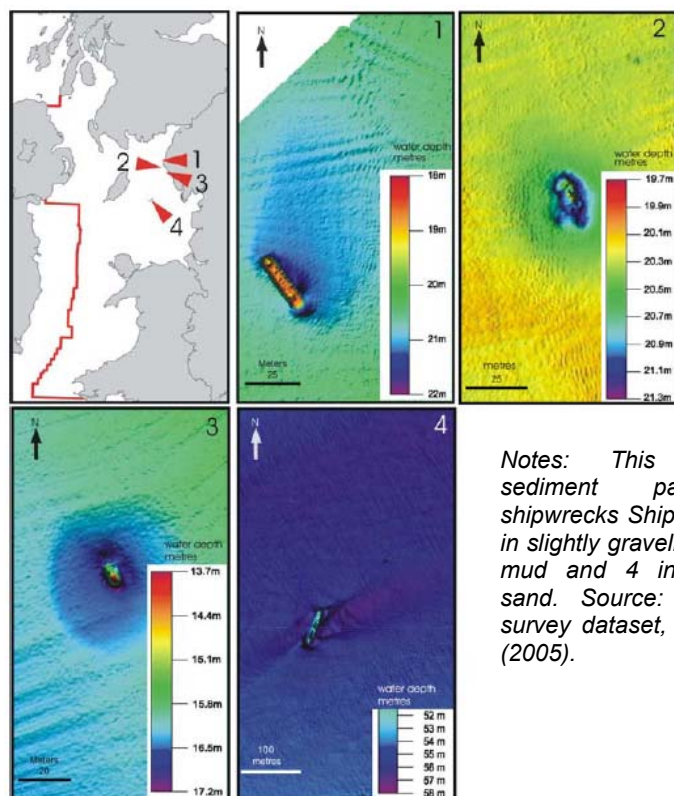 1
2
3
4
N
1
water depth
metres
18m
19m
20m
21m
22m
Meters
25
N
2
water depth
metres
19.7m
19.9m
20.1m
20.3m
20.5m
20.7m
20.9m
21.1m
21.3m
metres
25
N
3
water depth
metres
13.7m
14.4m
15.1m
15.8m
16.5m
17.2m
Meters
20
N
4
water depth
metres
52 m
53 m
54 m
55 m
56 m
57 m
58 m
100
metres
Notes: This
sediment pa
shipwrecks Ship
in slightly gravel
mud and 4 in
sand. Source:
survey dataset,
(2005).